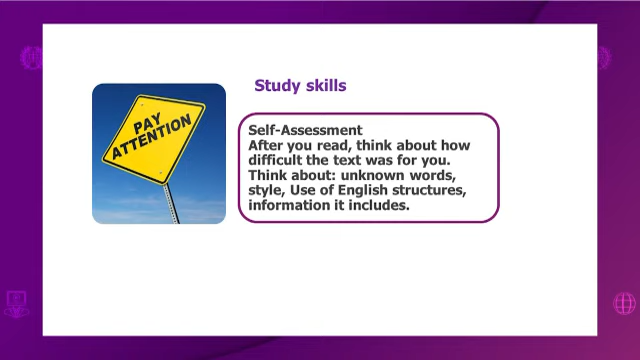 Study skills
PAY
ATTENTION
Self-Assessment
After you read, think about how
difficult the text was for you.
Think about: unknown words,
style, Use of English structures,
information it includes.